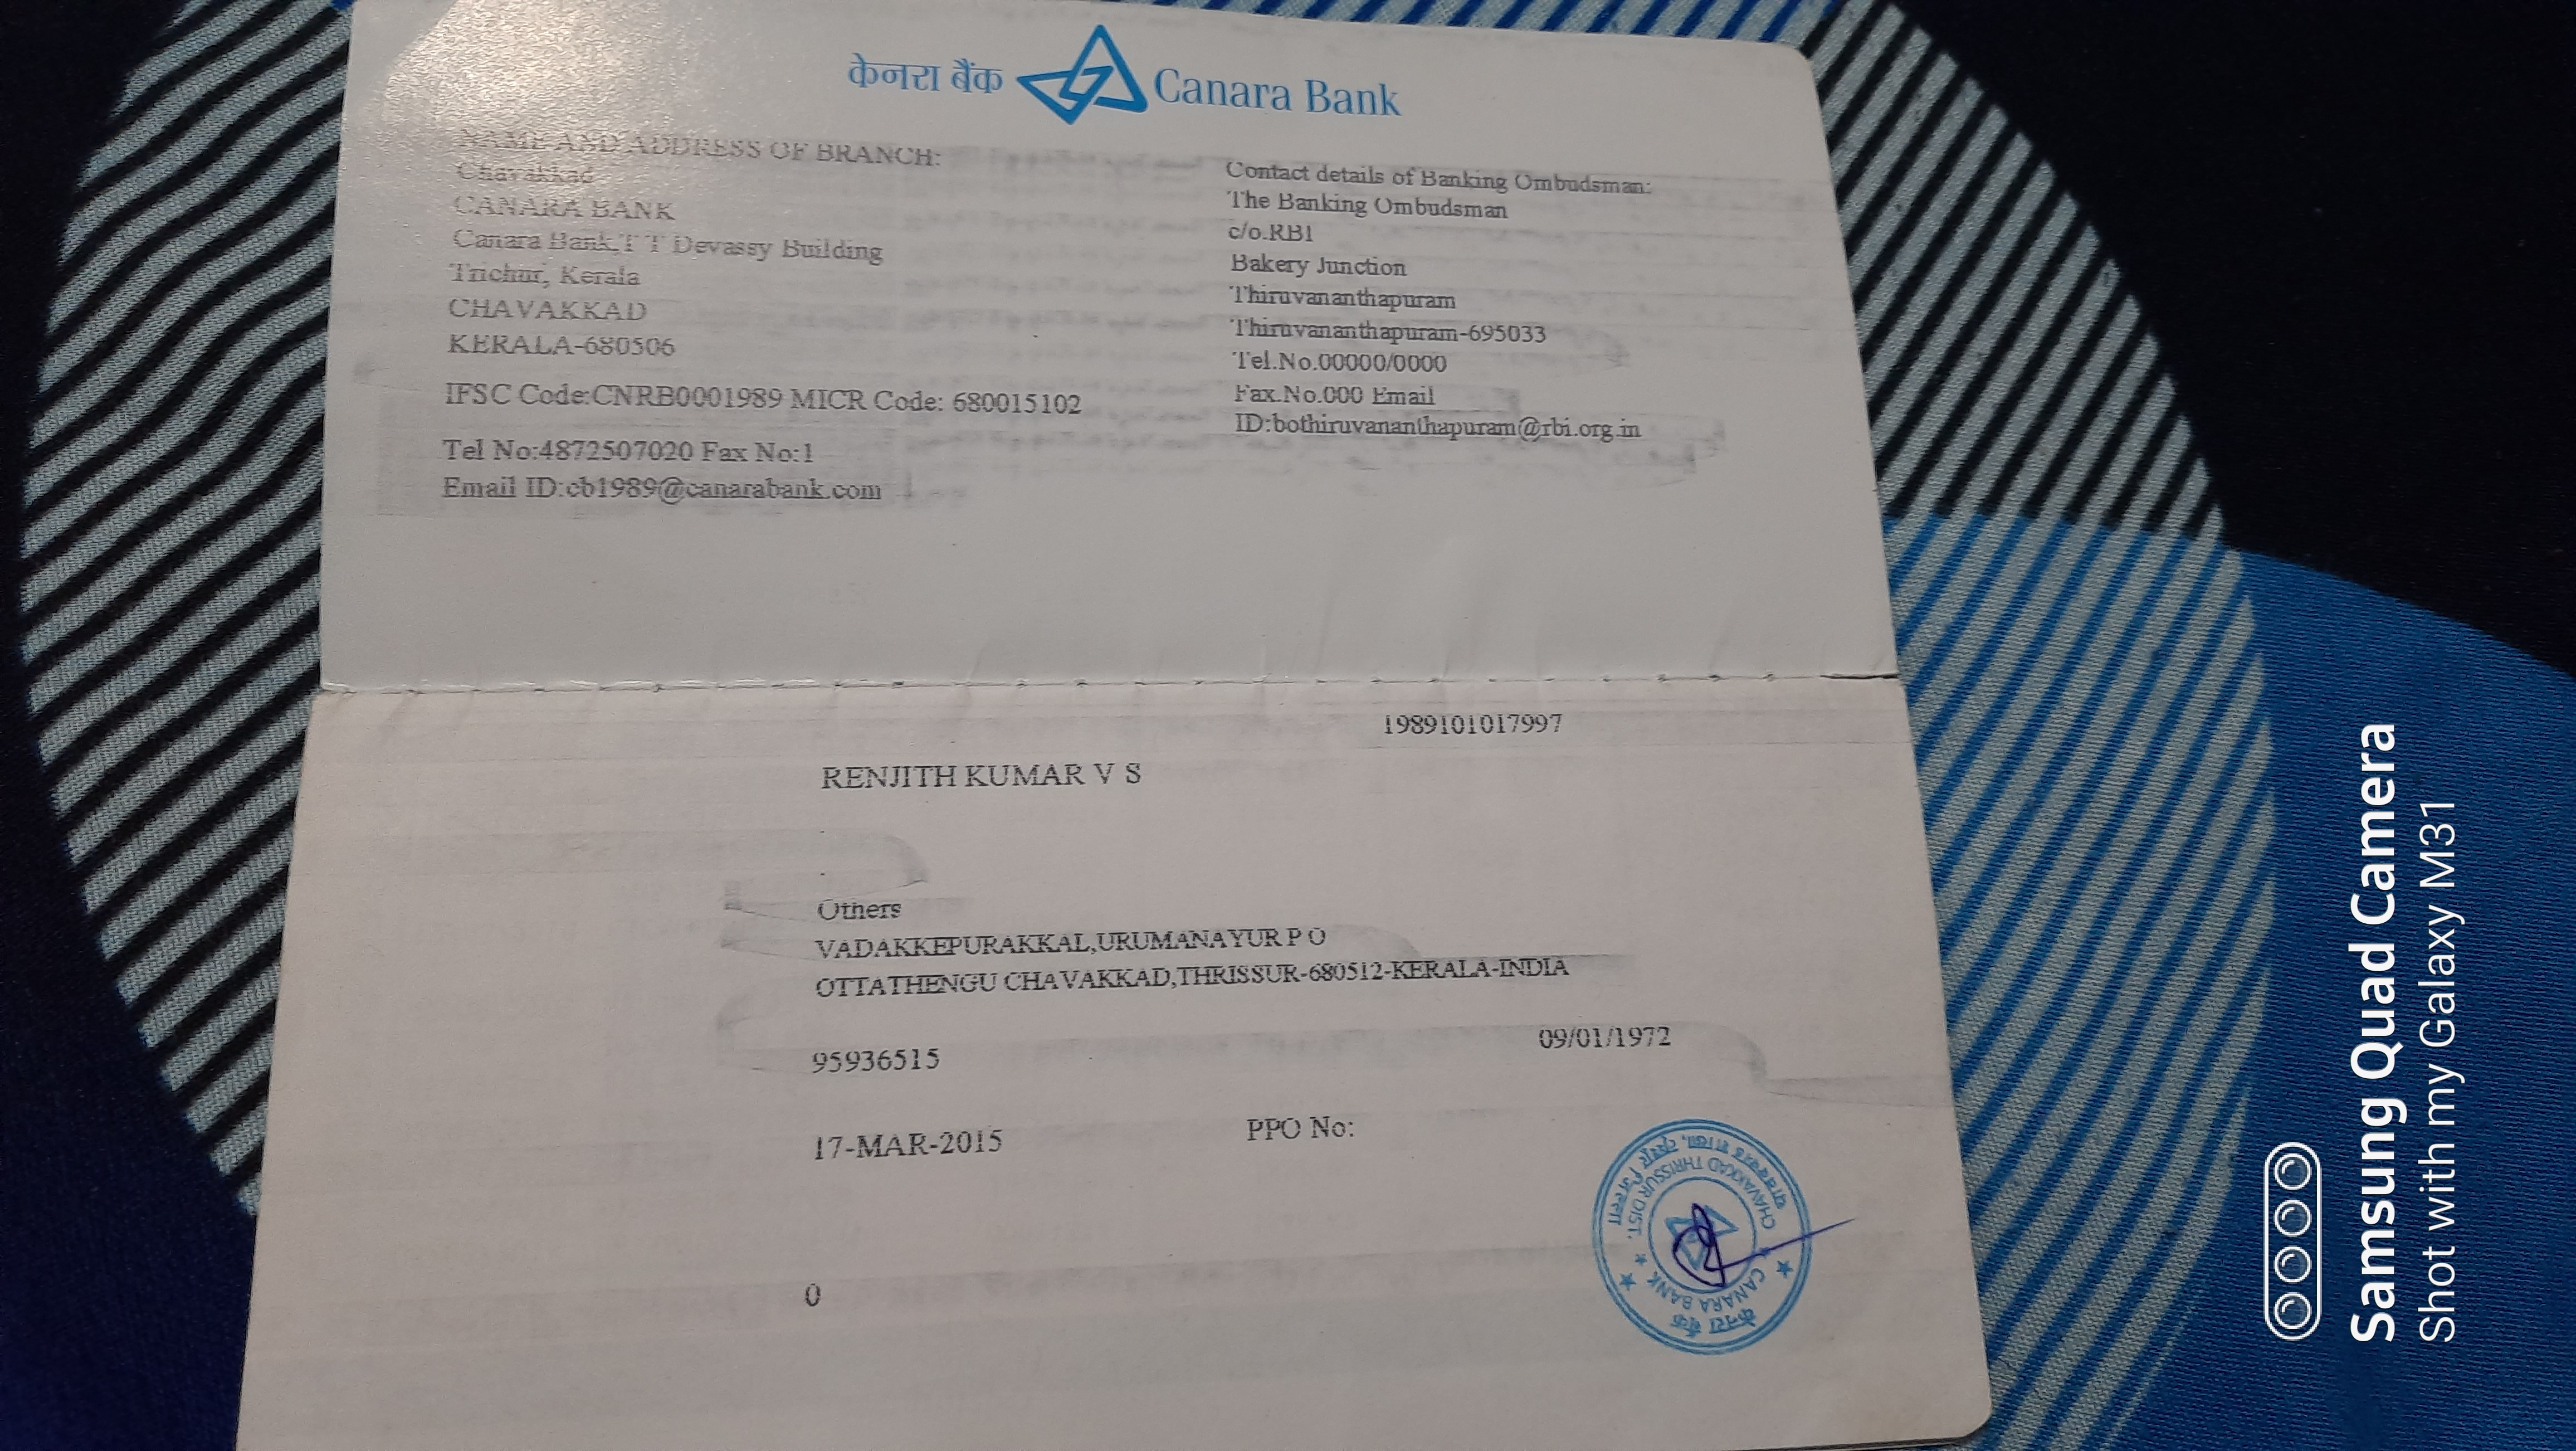 केनरा बैंक Canara Bank
NAME AND ADDRESS OF BRANCH:
Chavakkad
CANARA BANK
Canara Bank T T Devassy Building
Trichur, Kerala
CHAVAKKAD
KERALA-680506
IFSC Code:CNRB0001989 MICR Code: 680015102
Tel No:4872507020 Fax No:1
Email ID:cb1989@canarabank.com
Contact details of Banking Ombudsman:
The Banking Ombudsman
c/o.RBI
Bakery Junction
Thiruvananthapuram
Thiruvananthapuram-695033
Tel.No.00000/0000
Fax.No.000 Email
ID:bothiruvananthapuram@rbi.org.in
1989101017997
RENJITH KUMAR V S
Others
VADAKKEPURAKKAL,URUMANAYUR P O
OTTATHENGU CHAVAKKAD,THRISSUR-680512-KERALA-INDIA
95936515
09/01/1972
17-MAR-2015
PPO No:
0
केनरा बैंक
CANARA BANK
CHAVAKKAD THRISSUR DIST.
Samsung Quad Camera
Shot with my Galaxy M31